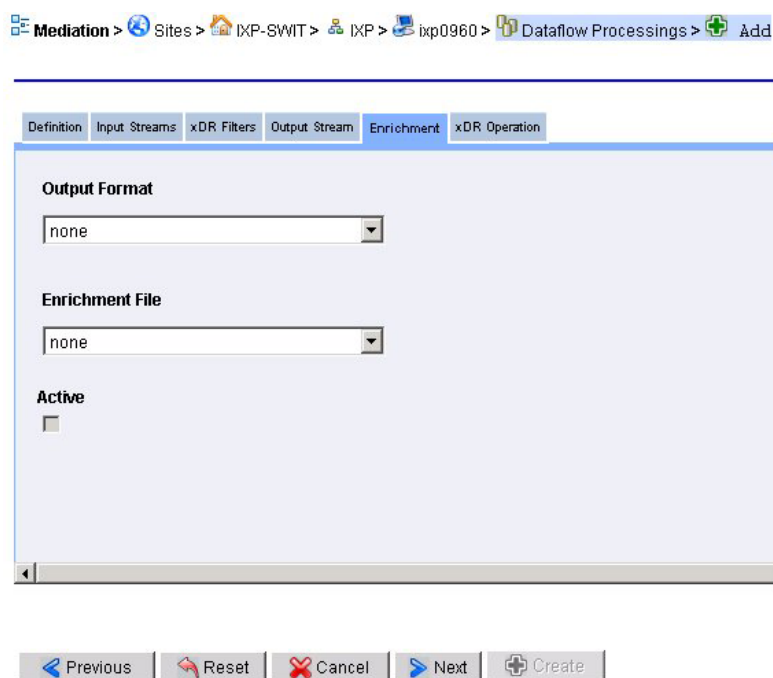 Mediation > Sites > IXP-SWIT > IXP > ixp0960 > Dataflow Processings > Add
Definition Input Streams xDR Filters Output Stream Enrichment xDR Operation
Output Format
none
Enrichment File
none
Active
Previous Reset Cancel Next Create